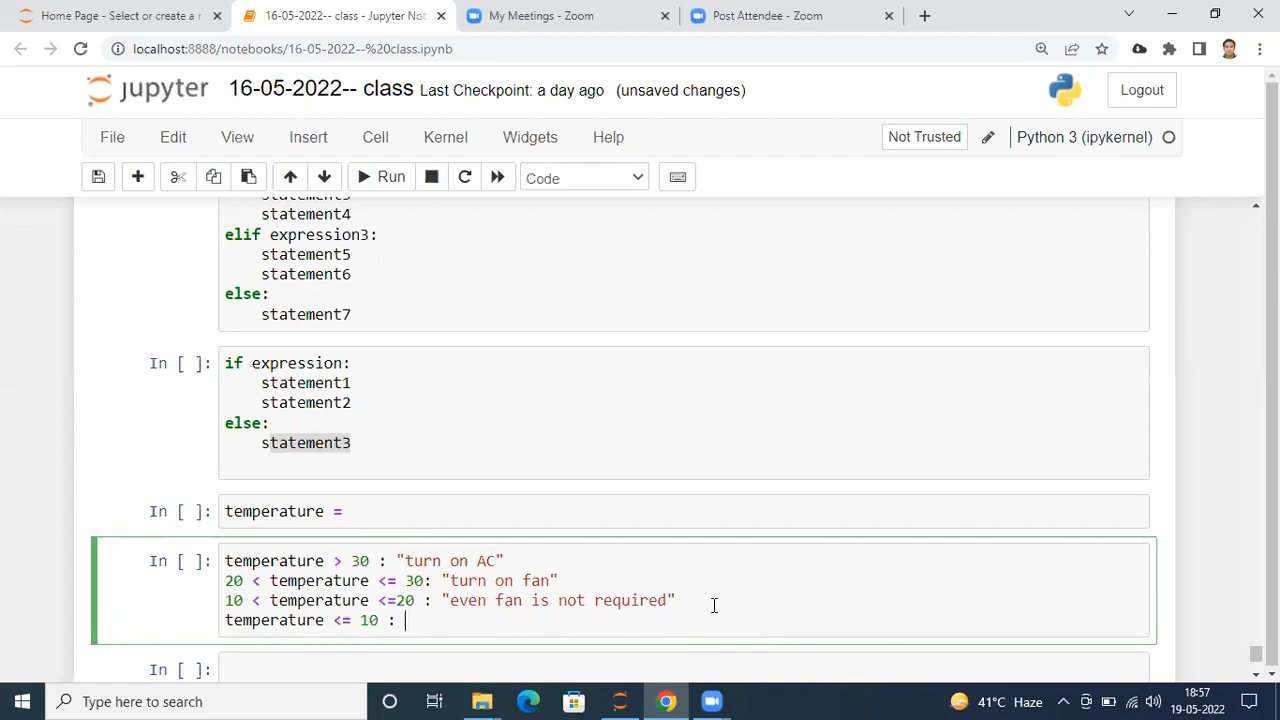 Home Page - Select or create a n
16-05-2022-- class - Jupyter Not
My Meetings - Zoom
Post Attendee - Zoom
localhost:8888/notebooks/16-05-2022--%20class.ipynb
jupyter 16-05-2022-- class Last Checkpoint: a day ago (unsaved changes)
Logout
File Edit View Insert Cell Kernel Widgets Help
Not Trusted
Python 3 (ipykernel)
Run
Code
statement4
elif expression3:
statement5
statement6
else:
statement7
In [ ]:
if expression:
statement1
statement2
else:
statement3
In [ ]:
temperature =
In [ ]:
temperature > 30 : "turn on AC"
20 < temperature <= 30: "turn on fan"
10 < temperature <=20 : "even fan is not required"
temperature <= 10 :
In [ ]:
Type here to search
41°C Haze
18:57
19-05-2022